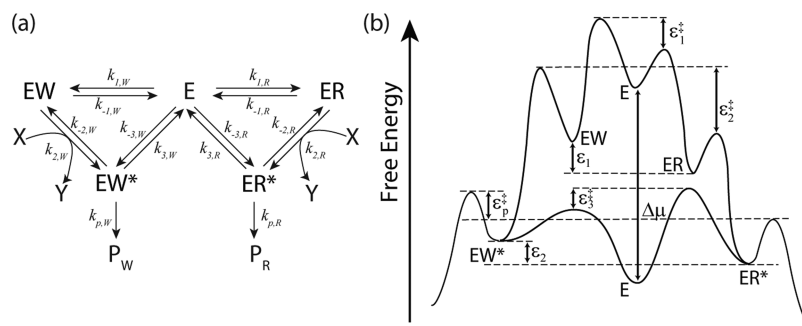 (a)
k1,W
k1,R
EW
E
ER
k-1,W
k-1,R
k-2,W
k-3,W
k-3,R
k-2,R
X
X
k2,W
k3,W
k3,R
k2,R
Y
EW*
ER*
Y
kp,W
kp,R
PW
PR
(b)
Free Energy
ε‡1
E
ε‡2
EW
ε1
ER
ε‡p
ε‡3
Δμ
EW*
ε2
E
ER*